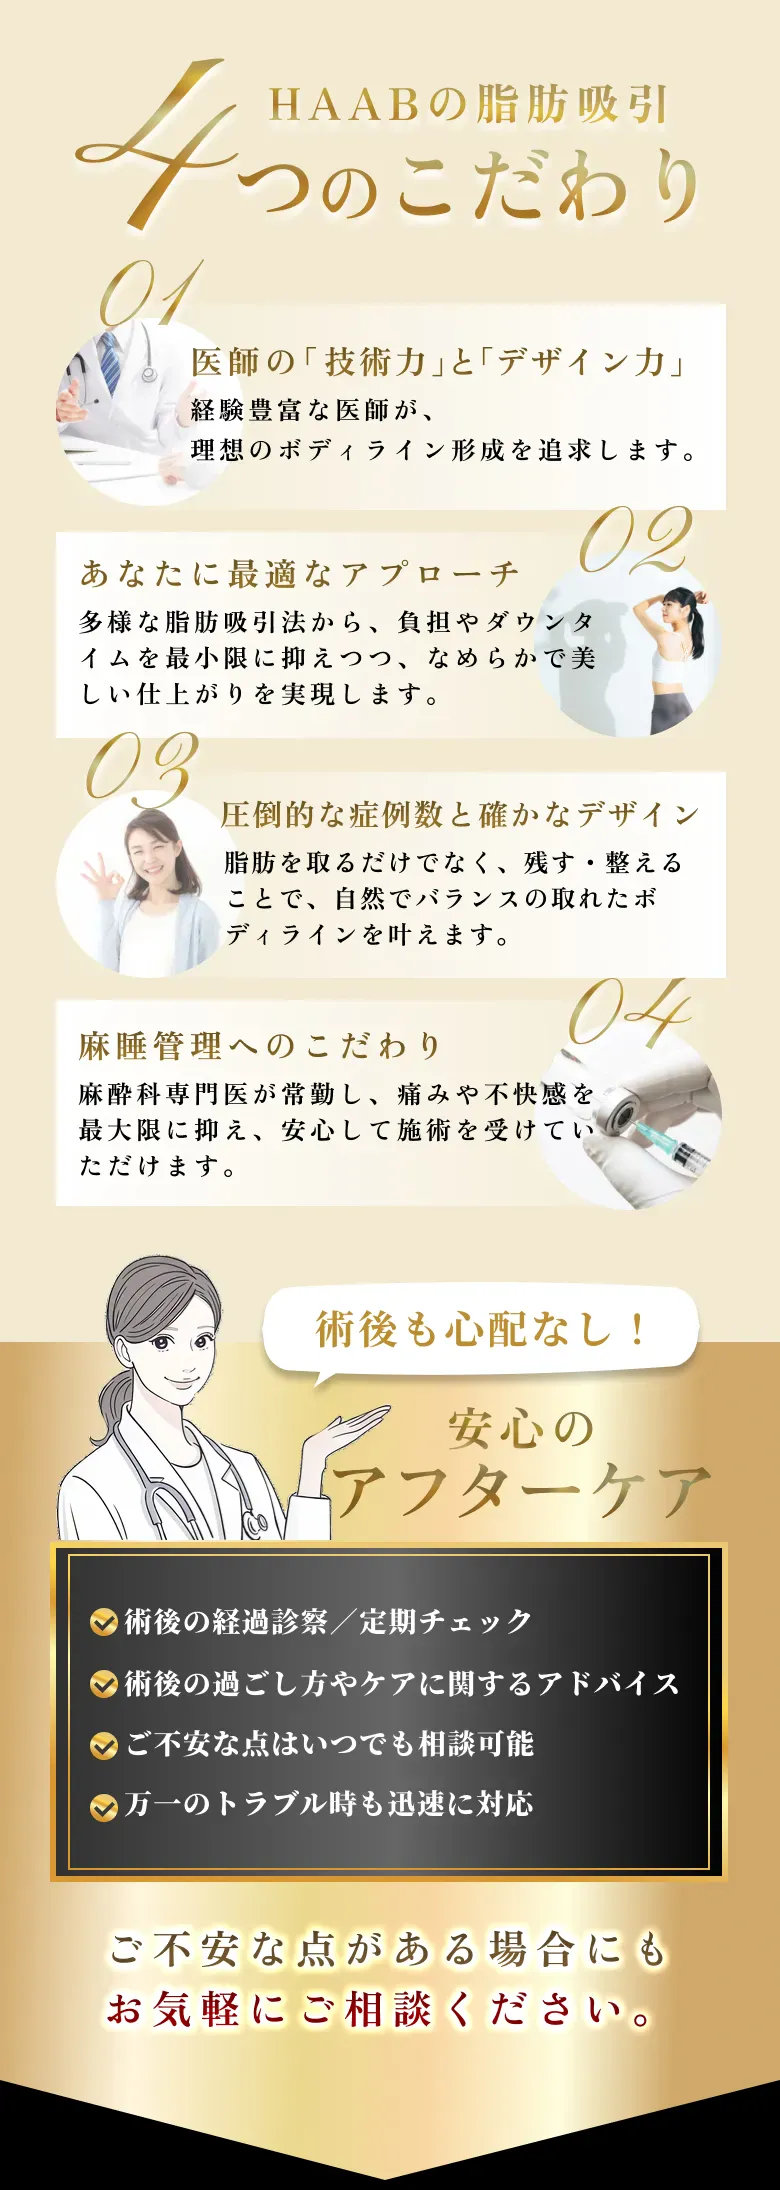 HAABの脂肪吸引
4つのこだわり
01
医師の「技術力」と「デザイン力」
経験豊富な医師が、
理想のボディライン形成を追求します。
02
あなたに最適なアプローチ
多様な脂肪吸引法から、負担やダウンタ
イムを最小限に抑えつつ、なめらかで美
しい仕上がりを実現します。
03
圧倒的な症例数と確かなデザイン
脂肪を取るだけでなく、残す・整える
ことで、自然でバランスの取れたボ
ディラインを叶えます。
04
麻睡管理へのこだわり
麻酔科専門医が常勤し、痛みや不快感を
最大限に抑え、安心して施術を受けてい
ただけます。
術後も心配なし！
安心の
アフターケア
術後の経過診察／定期チェック
術後の過ごし方やケアに関するアドバイス
ご不安な点はいつでも相談可能
万一のトラブル時も迅速に対応
ご不安な点がある場合にも
お気軽にご相談ください。